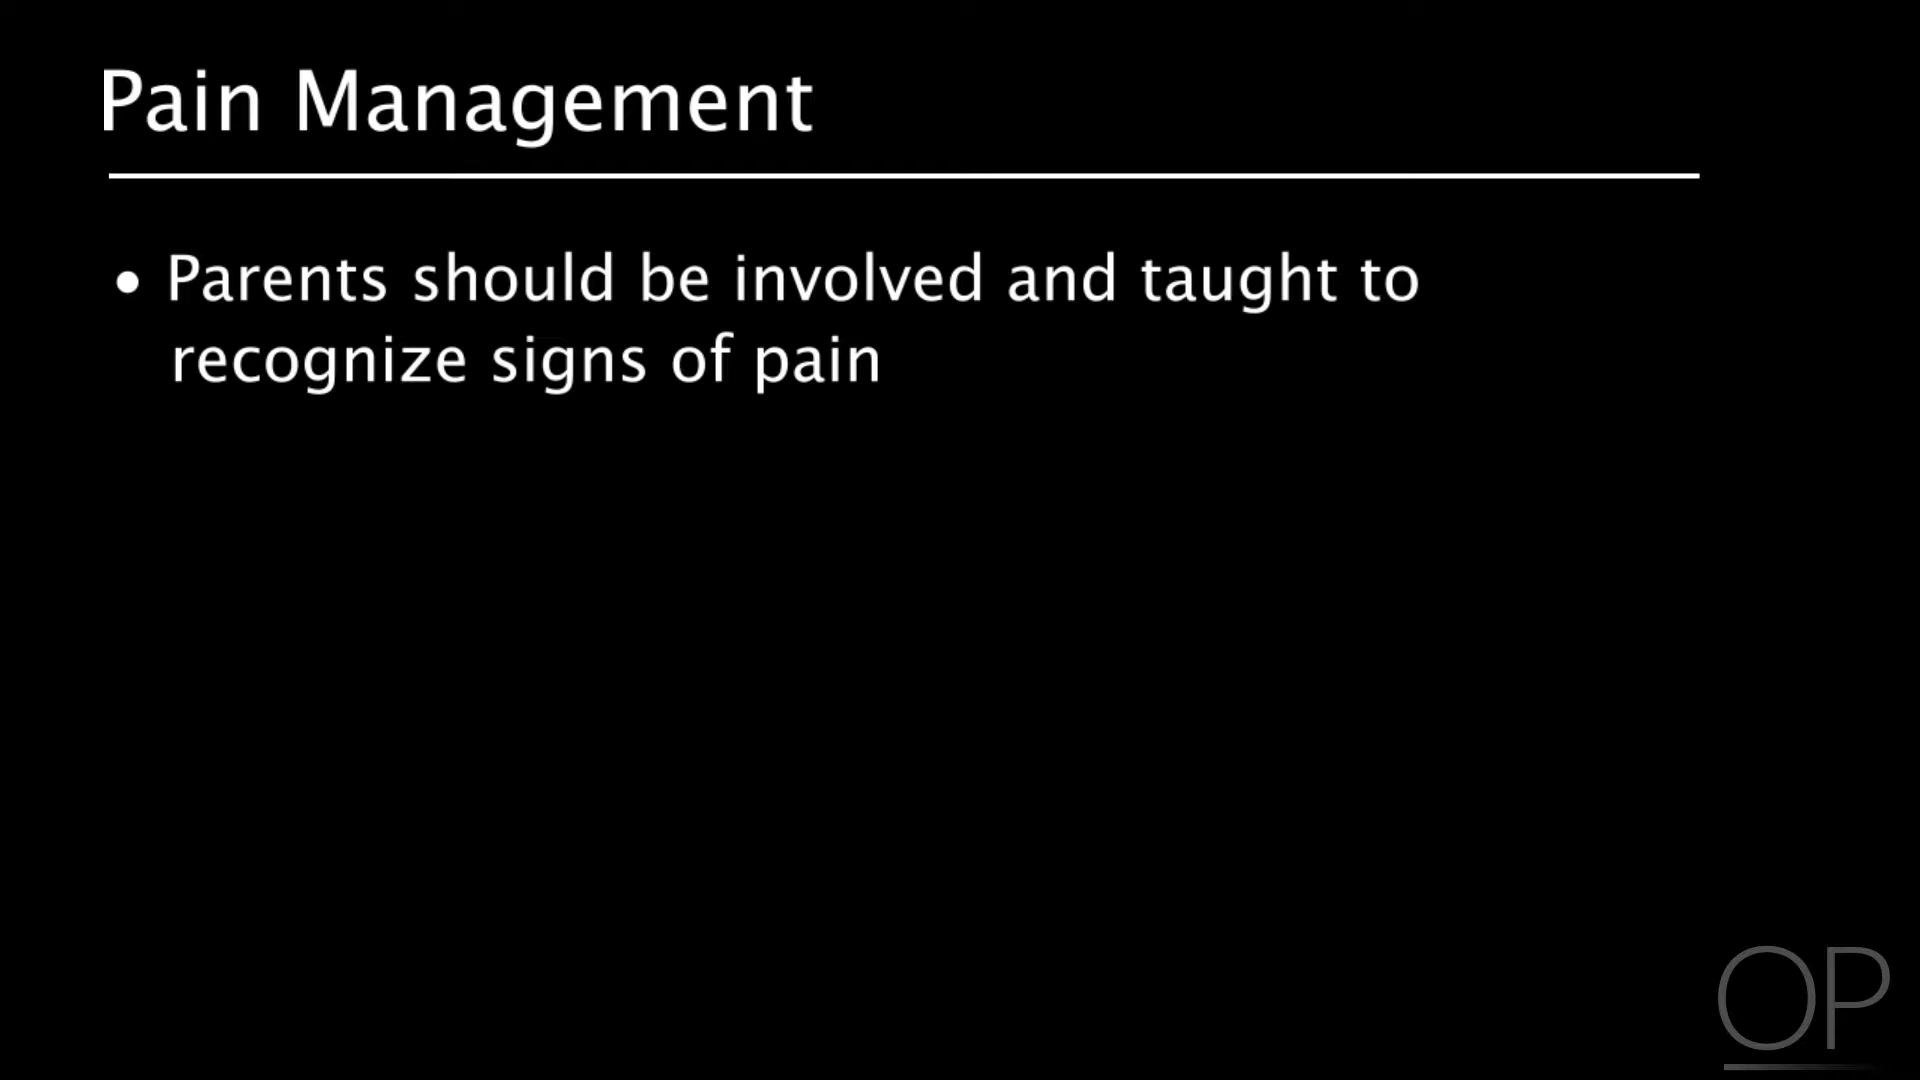 Pain Management
• Parents should be involved and taught to
recognize signs of pain
OP